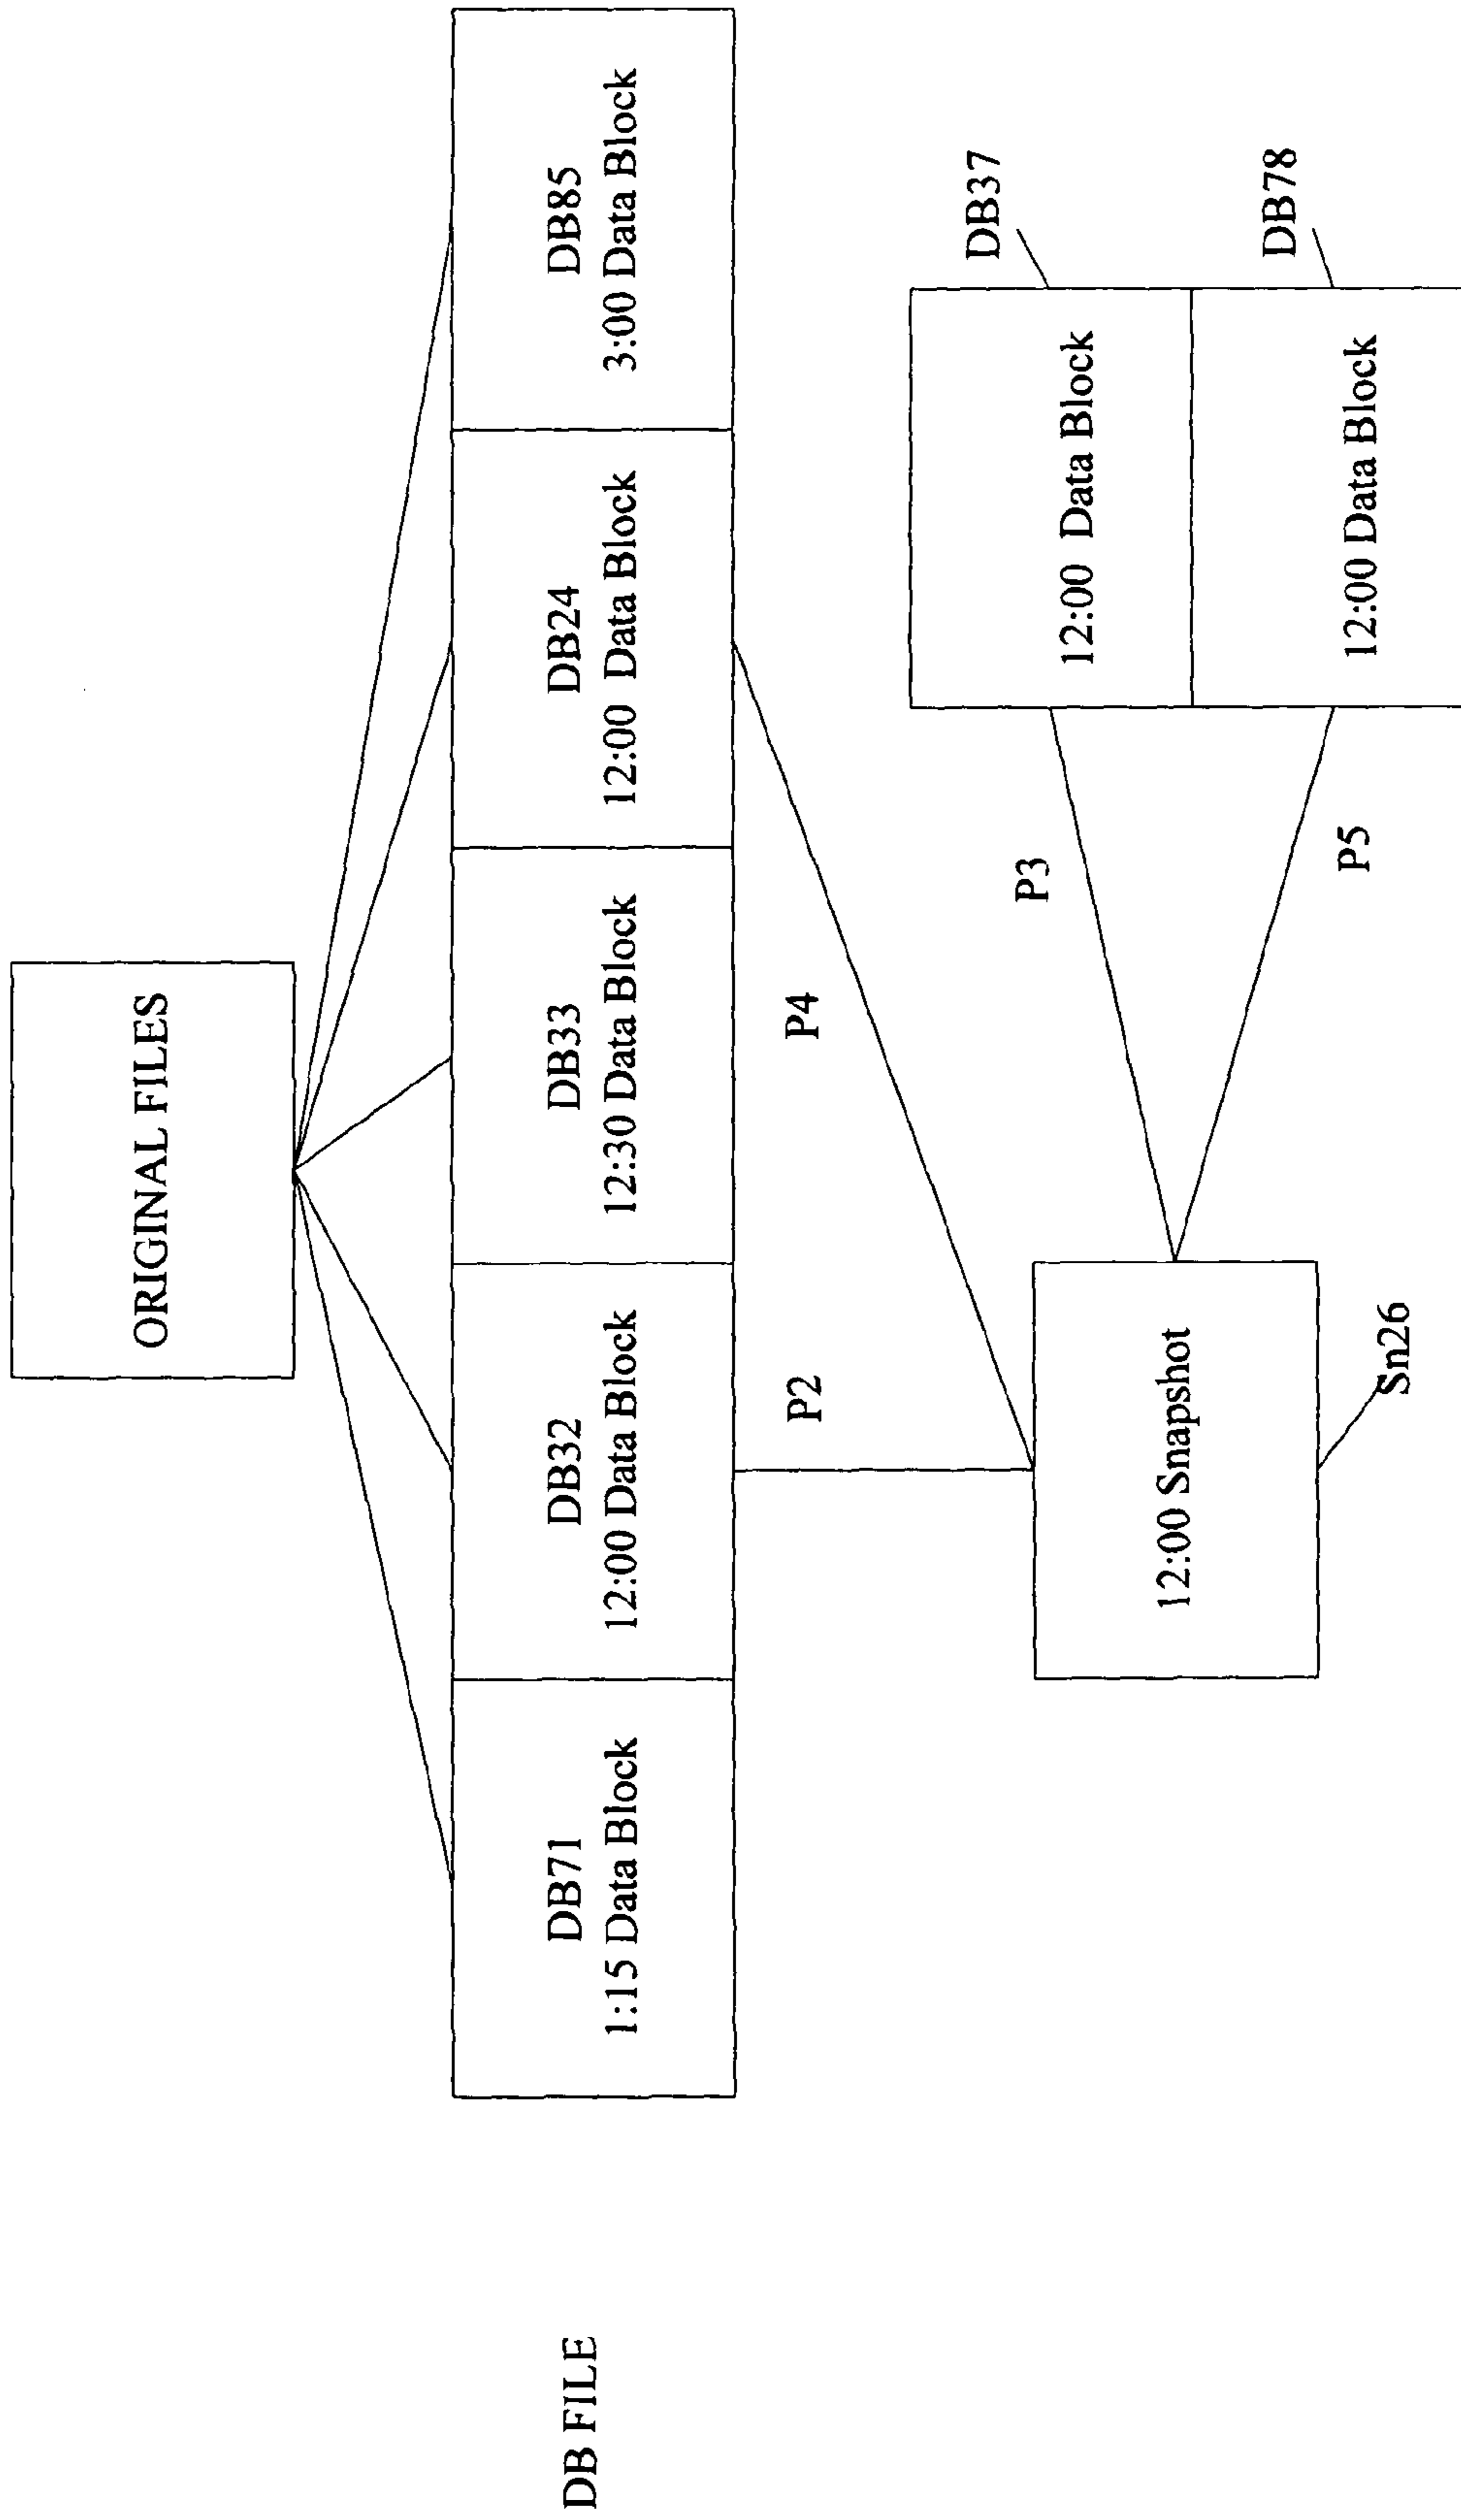 ORIGINAL FILES
DB FILE
DB71
1:15 Data Block
DB32
12:00 Data Block
DB33
12:30 Data Block
DB24
12:00 Data Block
DB85
3:00 Data Block
P2
P4
12:00 Snapshot
Sn26
P3
P5
12:00 Data Block
DB37
12:00 Data Block
DB78